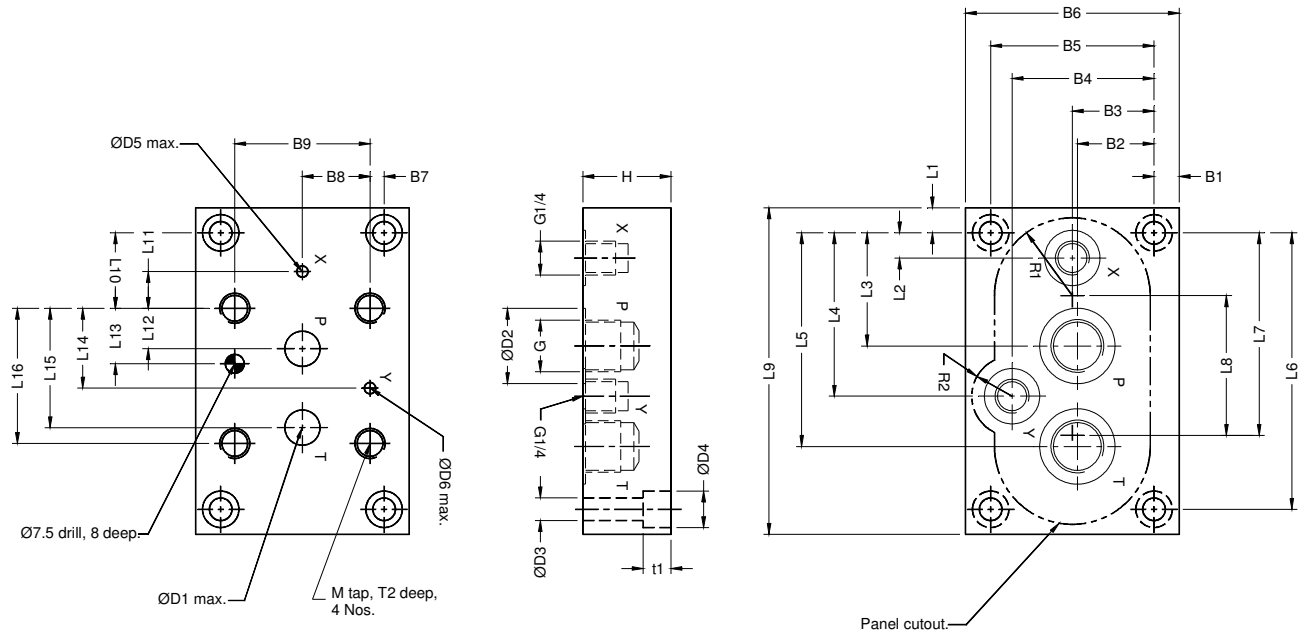 ØD5 max.
B9
B8
B7
L10
L11
L12
L13
L14
L15
L16
X
P
Y
T
Ø7.5 drill, 8 deep.
ØD1 max.
M tap, T2 deep,
4 Nos.
ØD6 max.
H
G1/4
X
P
ØD2
G
Y
G1/4
T
ØD4
ØD3
t1
B6
B5
B4
B3
B2
B1
L1
L2
L3
L4
L5
L9
L8
L7
L6
R1
X
P
R2
Y
T
Panel cutout.